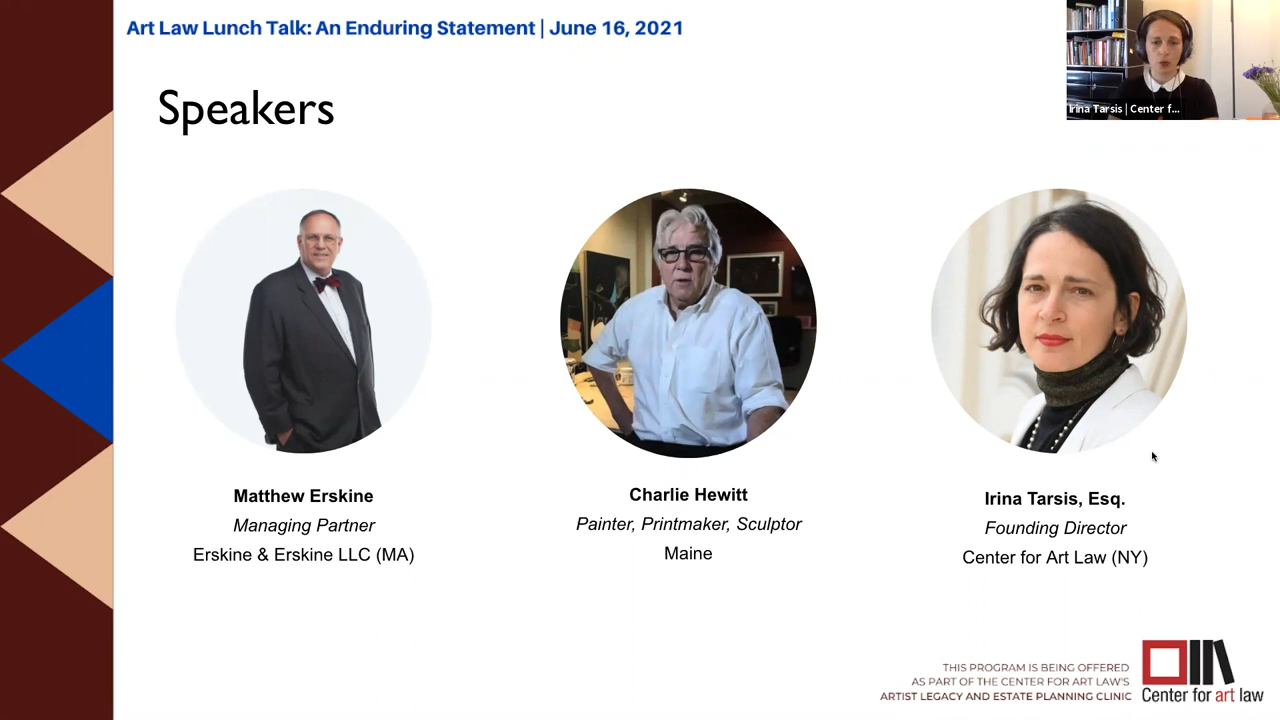 Art Law Lunch Talk: An Enduring Statement | June 16, 2021
Irina Tarsis | Center f...
Speakers
Matthew Erskine
Managing Partner
Erskine & Erskine LLC (MA)
Charlie Hewitt
Painter, Printmaker, Sculptor
Maine
Irina Tarsis, Esq.
Founding Director
Center for Art Law (NY)
THIS PROGRAM IS BEING OFFERED
AS PART OF THE CENTER FOR ART LAW'S
ARTIST LEGACY AND ESTATE PLANNING CLINIC
Center for art law